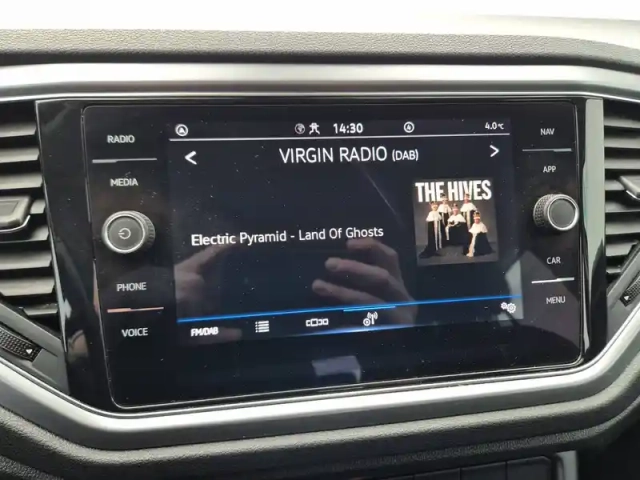 RADIO
MEDIA
PHONE
VOICE
14:30
4.0°C
< VIRGIN RADIO (DAB) >
THE HIVES
Electric Pyramid - Land Of Ghosts
FM/DAB
NAV
APP
CAR
MENU